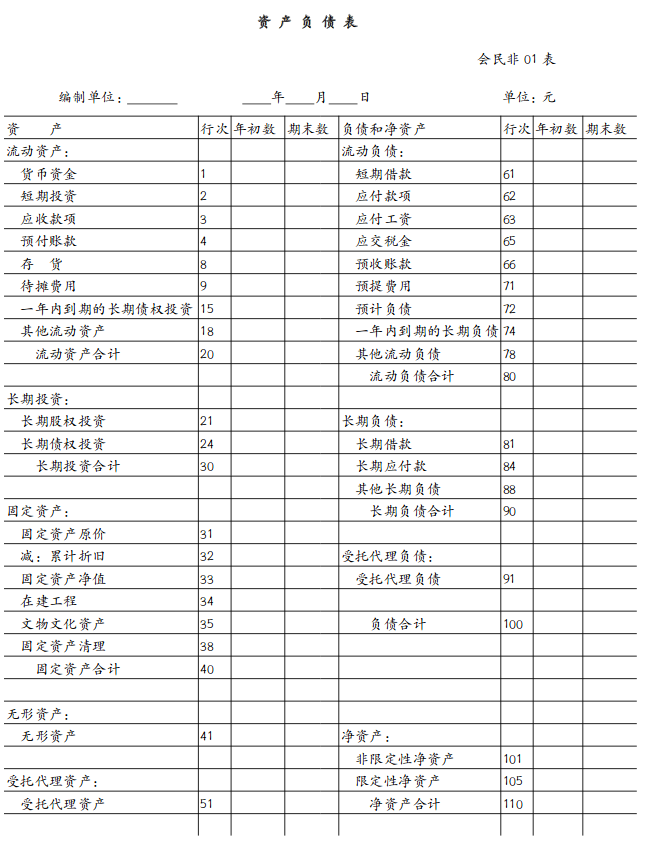 资 产 负 债 表
会民非 01 表
编制单位：_______ ____年____月____日 单位：元
资 产 行次 年初数 期末数 负债和净资产 行次 年初数 期末数
流动资产： 流动负债：
货币资金 1 短期借款 61
短期投资 2 应付款项 62
应收款项 3 应付工资 63
预付账款 4 应交税金 65
存 货 8 预收账款 66
待摊费用 9 预提费用 71
一年内到期的长期债权投资 15 预计负债 72
其他流动资产 18 一年内到期的长期负债 74
流动资产合计 20 其他流动负债 78
流动负债合计 80
长期投资：
长期股权投资 21 长期负债：
长期债权投资 24 长期借款 81
长期投资合计 30 长期应付款 84
其他长期负债 88
固定资产： 长期负债合计 90
固定资产原价 31
减：累计折旧 32 受托代理负债：
固定资产净值 33 受托代理负债 91
在建工程 34
文物文化资产 35 负债合计 100
固定资产清理 38
固定资产合计 40
无形资产：
无形资产 41 净资产：
非限定性净资产 101
受托代理资产： 限定性净资产 105
受托代理资产 51 净资产合计 110